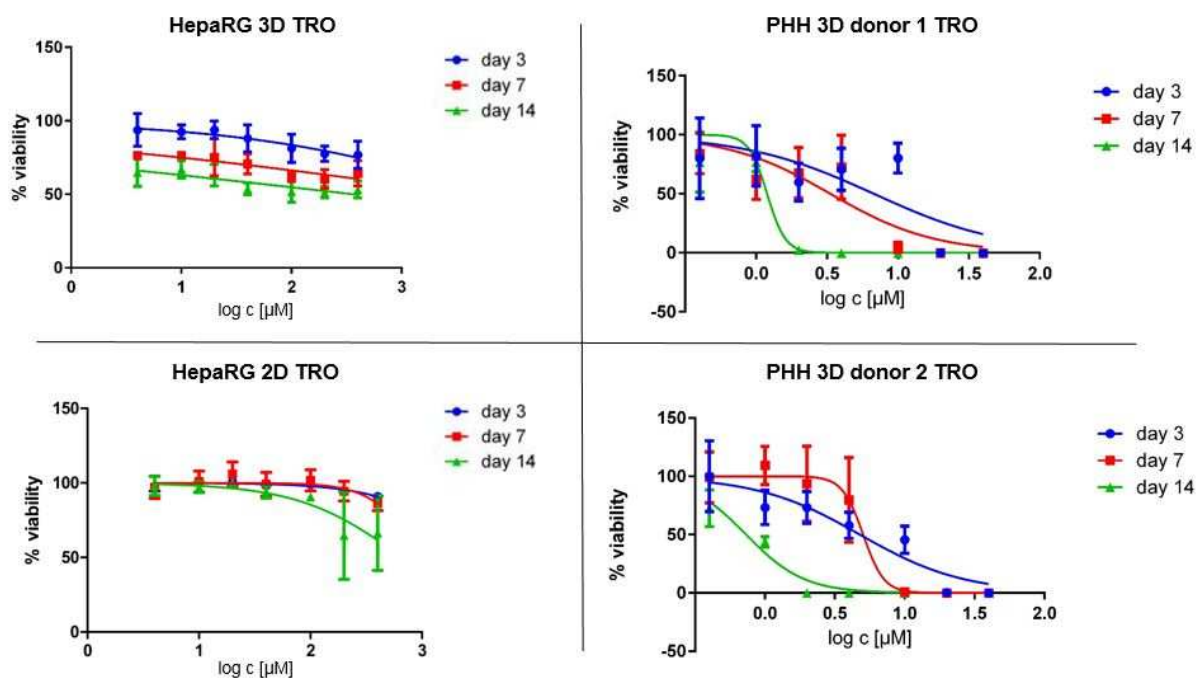 HepaRG 3D TRO
150
100
50
0
% viability
0
1
2
3
log c [µM]
day 3
day 7
day 14
PHH 3D donor 1 TRO
150
100
50
0
-50
% viability
0.0
0.5
1.0
1.5
2.0
log c [µM]
day 3
day 7
day 14
HepaRG 2D TRO
150
100
50
0
% viability
0
1
2
3
log c [µM]
day 3
day 7
day 14
PHH 3D donor 2 TRO
150
100
50
0
-50
% viability
0.0
0.5
1.0
1.5
2.0
log c [µM]
day 3
day 7
day 14